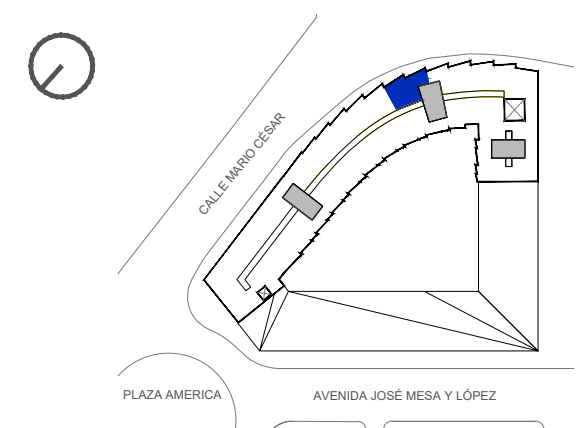 CALLE MARIO CÉSAR
PLAZA AMERICA
AVENIDA JOSÉ MESA Y LÓPEZ